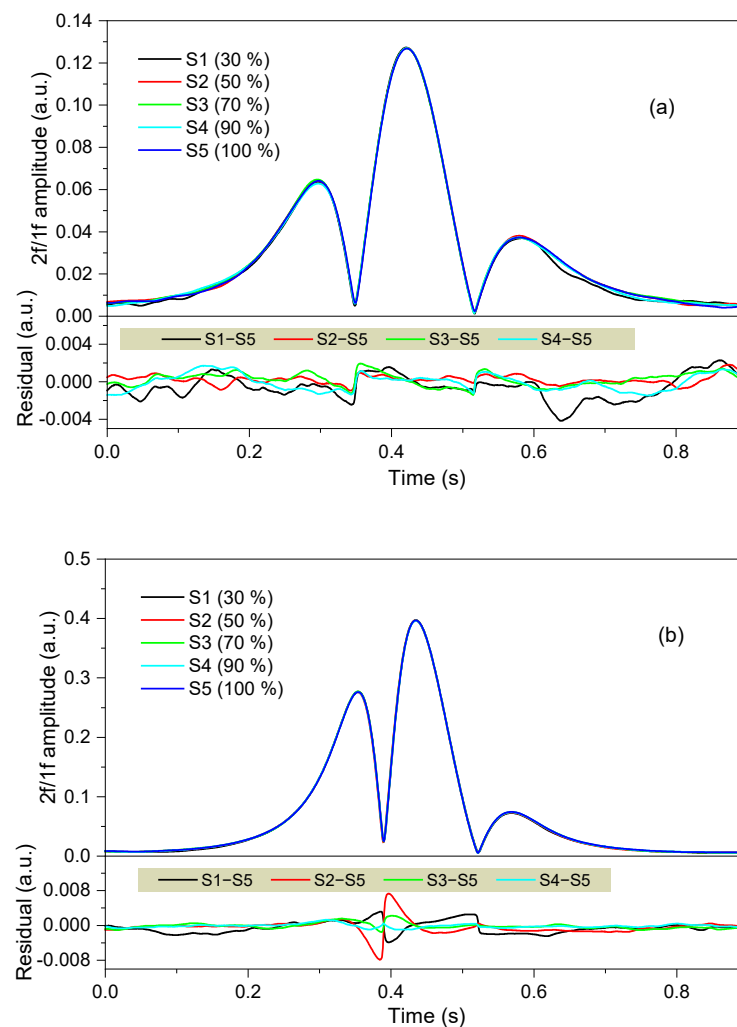 0.14
0.12
0.10
0.08
0.06
0.04
0.02
0.00
2f/1f amplitude (a.u.)
S1 (30 %)
S2 (50 %)
S3 (70 %)
S4 (90 %)
S5 (100 %)
(a)
S1−S5 S2−S5 S3−S5 S4−S5
0.004
0.000
-0.004
Residual (a.u.)
0.0 0.2 0.4 0.6 0.8
Time (s)
0.5
0.4
0.3
0.2
0.1
0.0
2f/1f amplitude (a.u.)
S1 (30 %)
S2 (50 %)
S3 (70 %)
S4 (90 %)
S5 (100 %)
(b)
S1−S5 S2−S5 S3−S5 S4−S5
0.008
0.000
-0.008
Residual (a.u.)
0.0 0.2 0.4 0.6 0.8
Time (s)